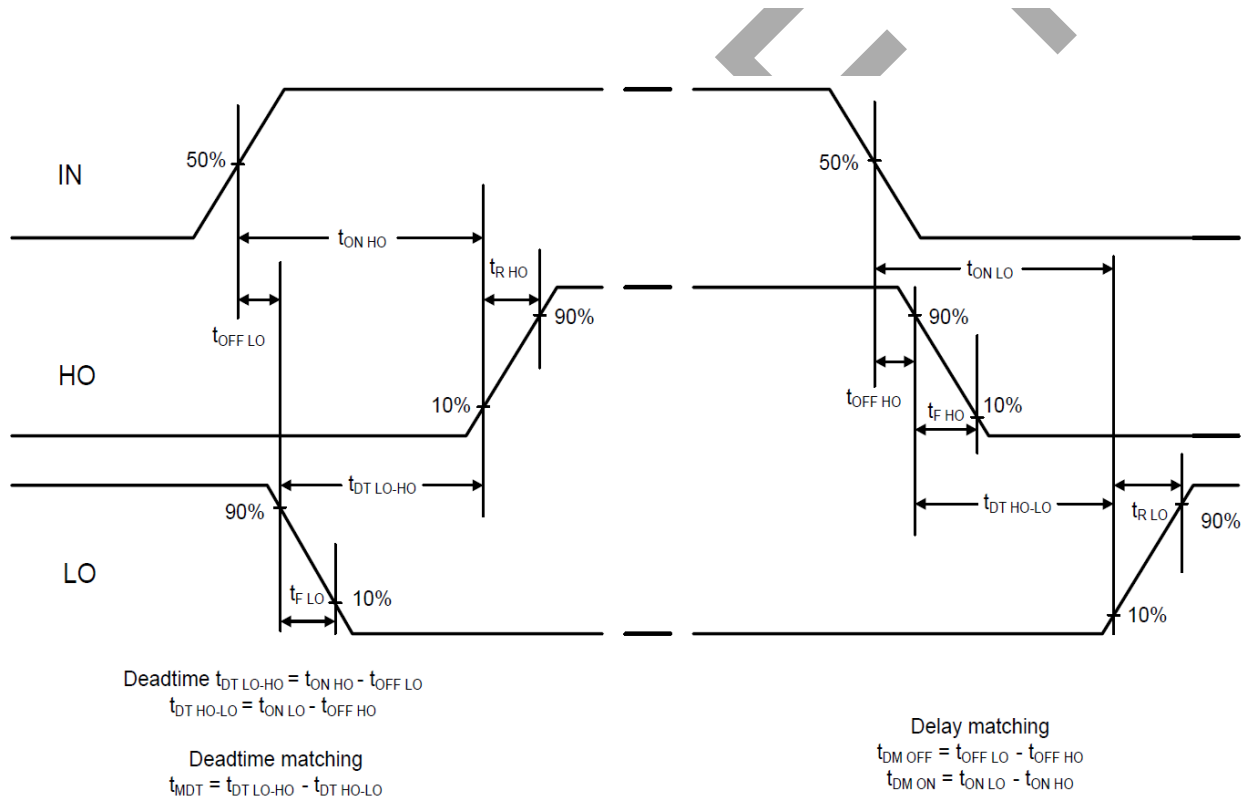 IN
50%
50%
tON HO
tON LO
tR HO
tOFF LO
90%
90%
HO
10%
tOFF HO
tF HO
10%
tDT LO-HO
90%
tDT HO-LO
tR LO
90%
LO
tF LO
10%
10%
Deadtime tDT LO-HO = tON HO - tOFF LO
tDT HO-LO = tON LO - tOFF HO
Deadtime matching
tMDT = tDT LO-HO - tDT HO-LO
Delay matching
tDM OFF = tOFF LO - tOFF HO
tDM ON = tON LO - tON HO